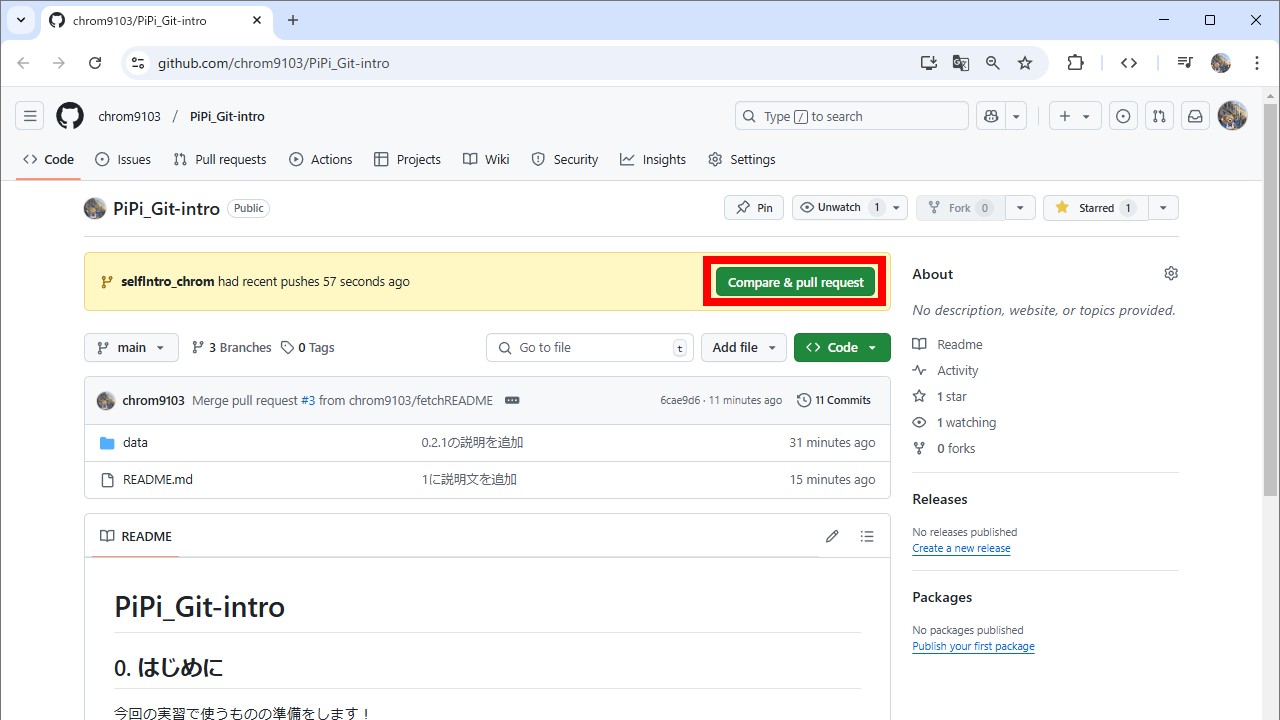 chrom9103/PiPi_Git-intro
github.com/chrom9103/PiPi_Git-intro
chrom9103 / PiPi_Git-intro
Type / to search
Code Issues Pull requests Actions Projects Wiki Security Insights Settings
PiPi_Git-intro Public
Pin Unwatch 1 Fork 0 Starred 1
selfIntro_chrom had recent pushes 57 seconds ago
Compare & pull request
main 3 Branches 0 Tags
Go to file t
Add file Code
chrom9103 Merge pull request #3 from chrom9103/fetchREADME
6cae9d6 · 11 minutes ago 11 Commits
data 0.2.1の説明を追加 31 minutes ago
README.md 1に説明文を追加 15 minutes ago
README
PiPi_Git-intro
0. はじめに
今回の実習で使うものの準備をします！
About
No description, website, or topics provided.
Readme
Activity
1 star
1 watching
0 forks
Releases
No releases published
Create a new release
Packages
No packages published
Publish your first package